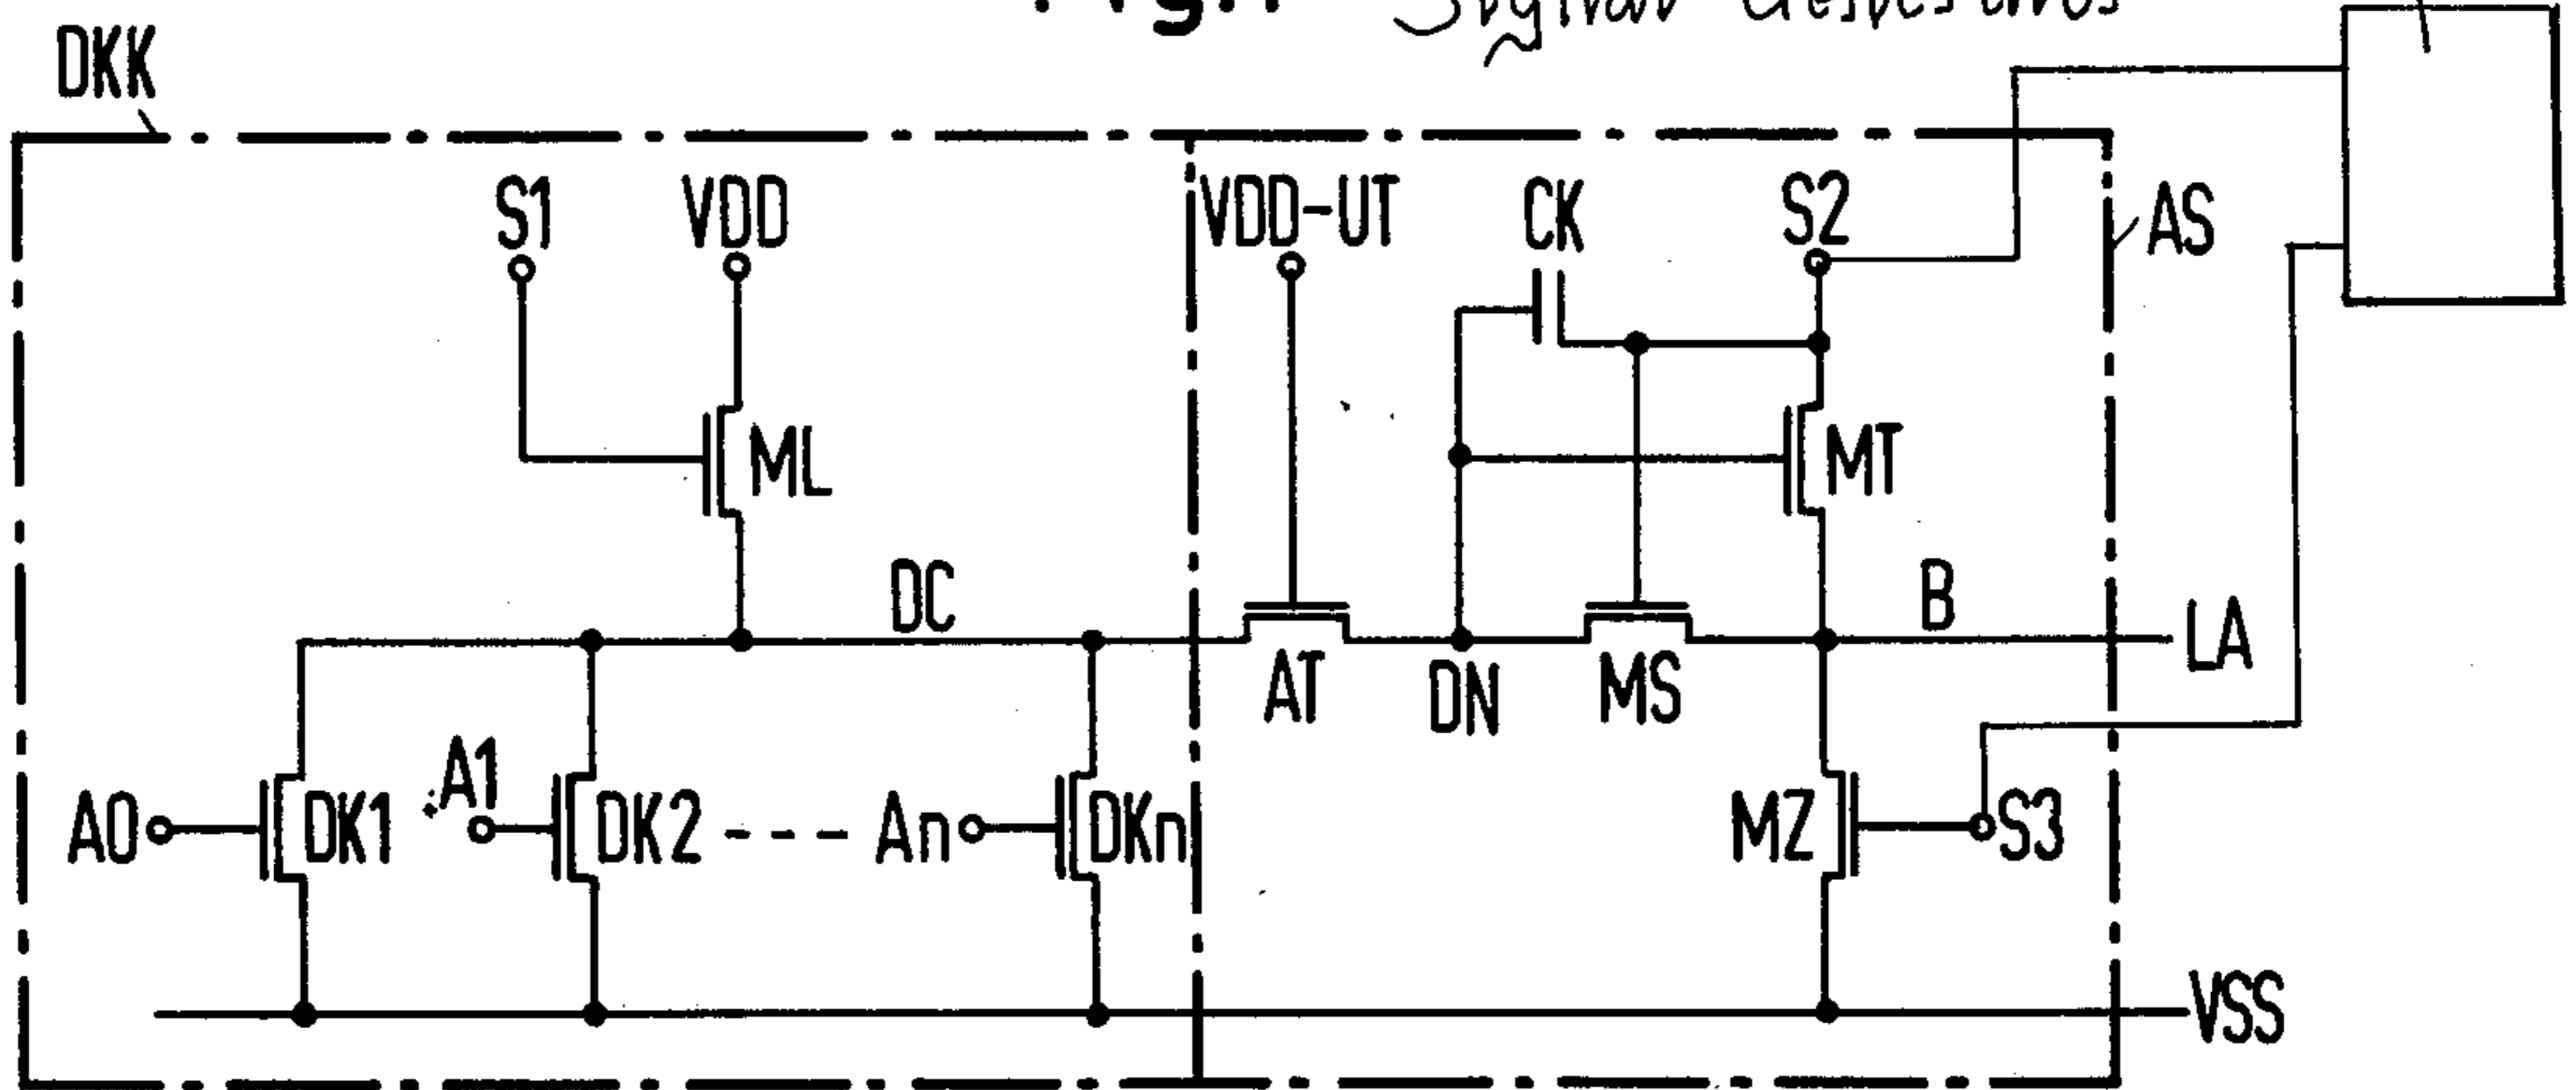 DKK
S1
VDD
VDD-UT
CK
S2
AS
ML
MT
DC
B
LA
AT
DN
MS
A0
DK1
A1
DK2
An
DKn
MZ
S3
VSS